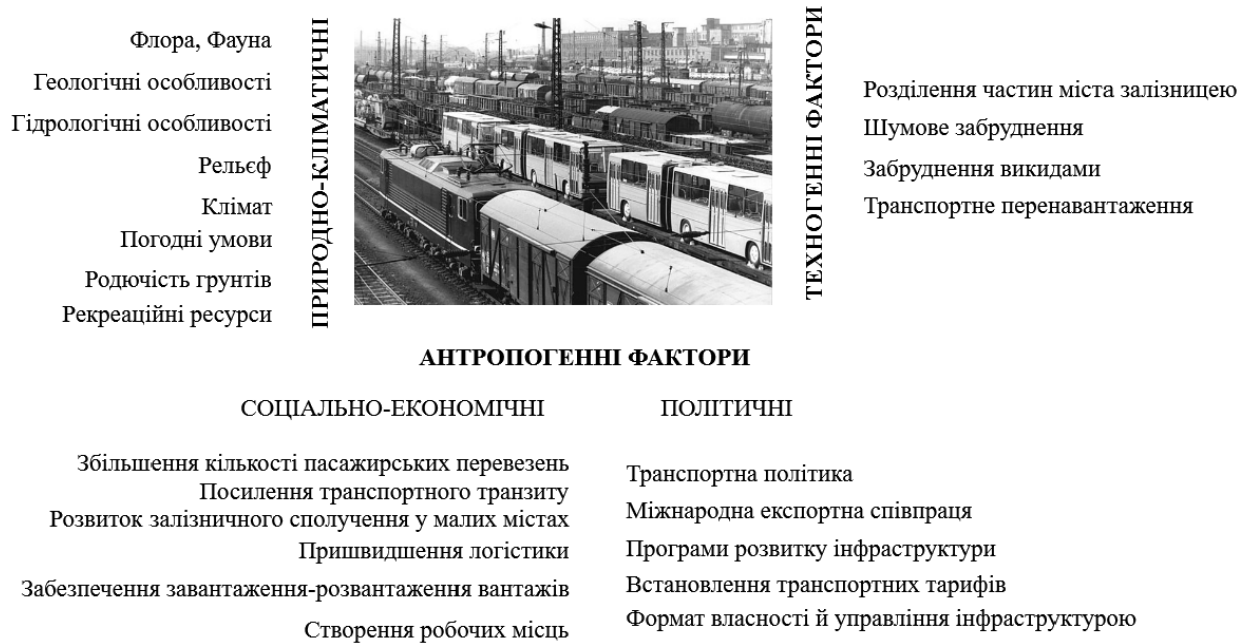 Флора, Фауна
Геологічні особливості
Гідрологічні особливості
Рельєф
Клімат
Погодні умови
Родючість грунтів
Рекреаційні ресурси
ПРИРОДНО-КЛІМАТИЧНІ
ТЕХНОГЕННІ ФАКТОРИ
Розділення частин міста залізницею
Шумове забруднення
Забруднення викидами
Транспортне перенавантаження
АНТРОПОГЕННІ ФАКТОРИ
СОЦІАЛЬНО-ЕКОНОМІЧНІ
Збільшення кількості пасажирських перевезень
Посилення транспортного транзиту
Розвиток залізничного сполучення у малих містах
Пришвидшення логістики
Забезпечення завантаження-розвантаження вантажів
Створення робочих місць
ПОЛІТИЧНІ
Транспортна політика
Міжнародна експортна співпраця
Програми розвитку інфраструктури
Встановлення транспортних тарифів
Формат власності й управління інфраструктурою